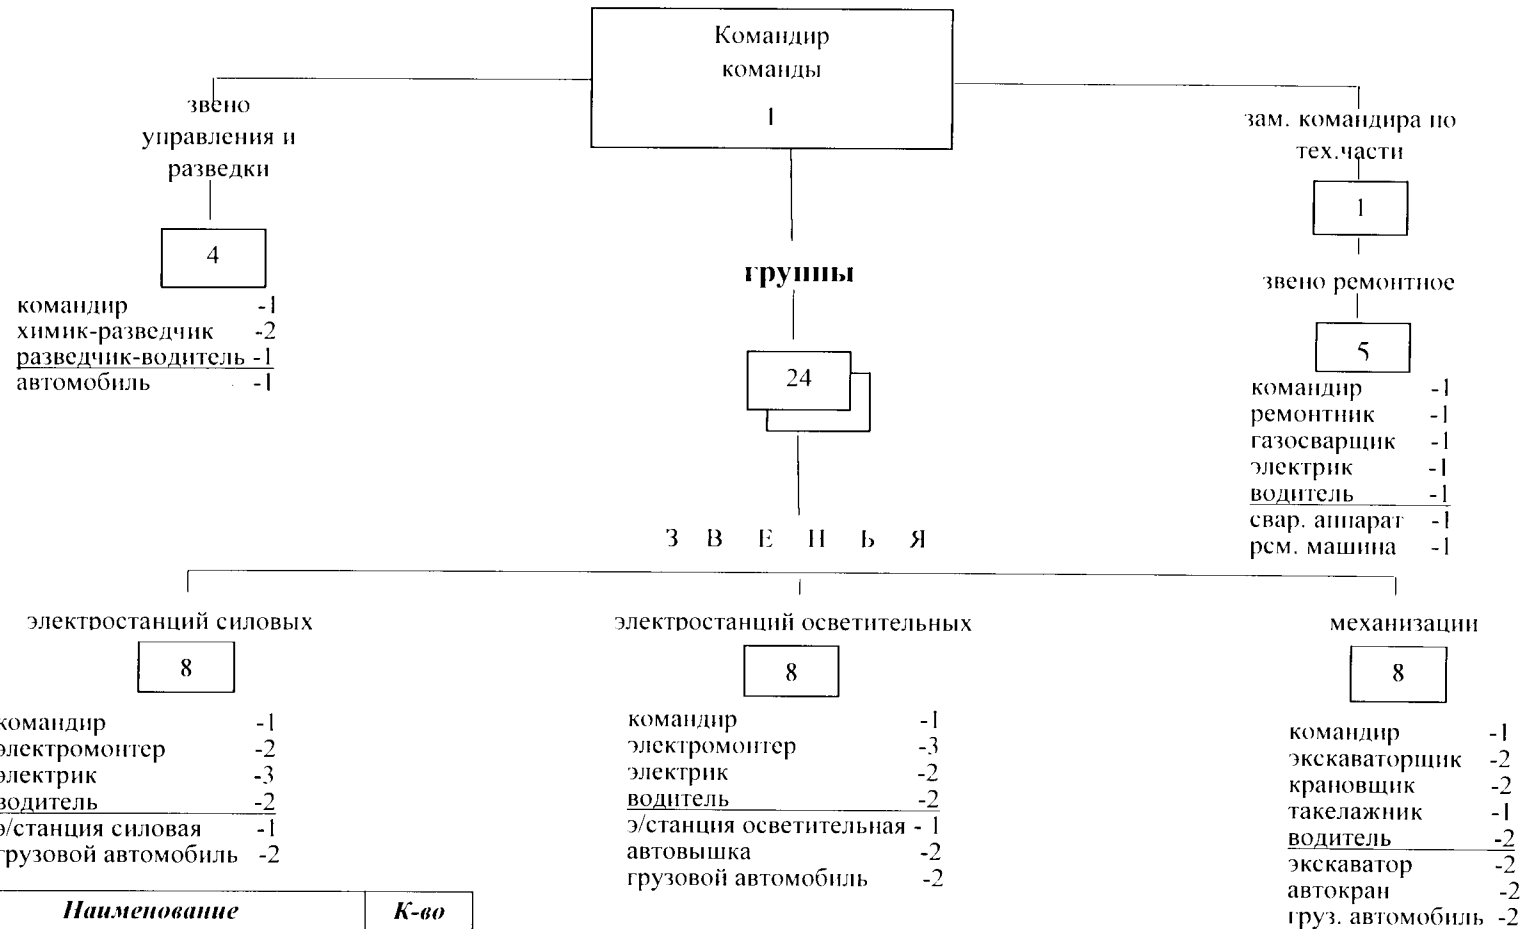 Командир
команды
1
звено
управления и
разведки
4
командир -1
химик-разведчик -2
разведчик-водитель -1
автомобиль -1
зам. командира по
тех.части
1
звено ремонтное
5
командир -1
ремонтник -1
газосварщик -1
электрик -1
водитель -1
свар. аппарат -1
рем. машина -1
группы
24
З В Е Н Ь Я
электростанций силовых
8
командир -1
электромонтер -2
электрик -3
водитель -2
э/станция силовая -1
грузовой автомобиль -2
электростанций осветительных
8
командир -1
электромонтер -3
электрик -2
водитель -2
э/станция осветительная - 1
автовышка -2
грузовой автомобиль -2
механизации
8
командир -1
экскаваторщик -2
крановщик -2
такелажник -1
водитель -2
экскаватор -2
автокран -2
груз. автомобиль -2
Наименование К-во